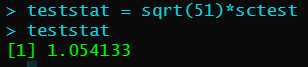 > teststat = sqrt(51)*sctest
> teststat
[1] 1.054133